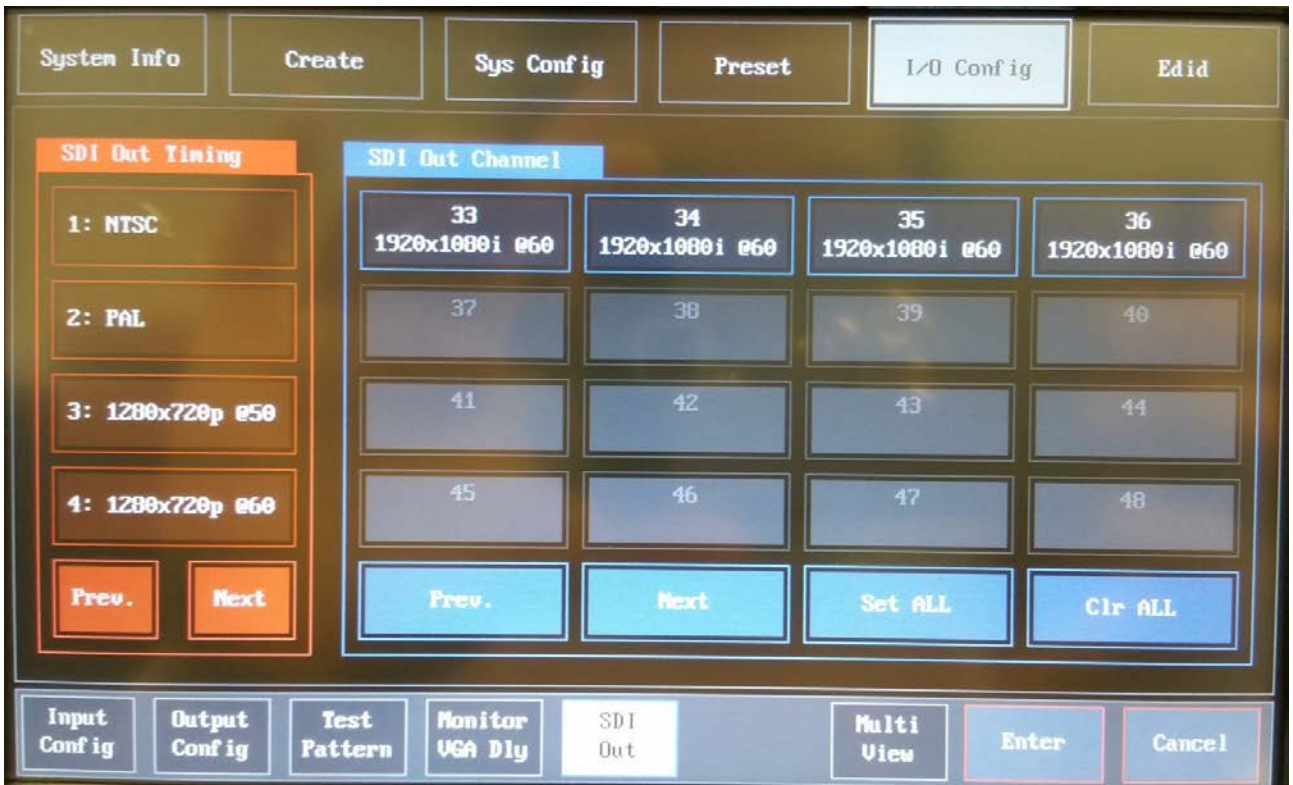 System Info
Create
Sys Config
Preset
I/O Config
Edid
SDI Out Timing
1: NTSC
2: PAL
3: 1280x720p @50
4: 1280x720p @60
Prev.
Next
SDI Out Channel
33
1920x1080i @60
34
1920x1080i @60
35
1920x1080i @60
36
1920x1080i @60
37
38
39
40
41
42
43
44
45
46
47
48
Prev.
Next
Set ALL
Clr ALL
Input
Config
Output
Config
Test
Pattern
Monitor
VGA Dly
SDI
Out
Multi
View
Enter
Cancel